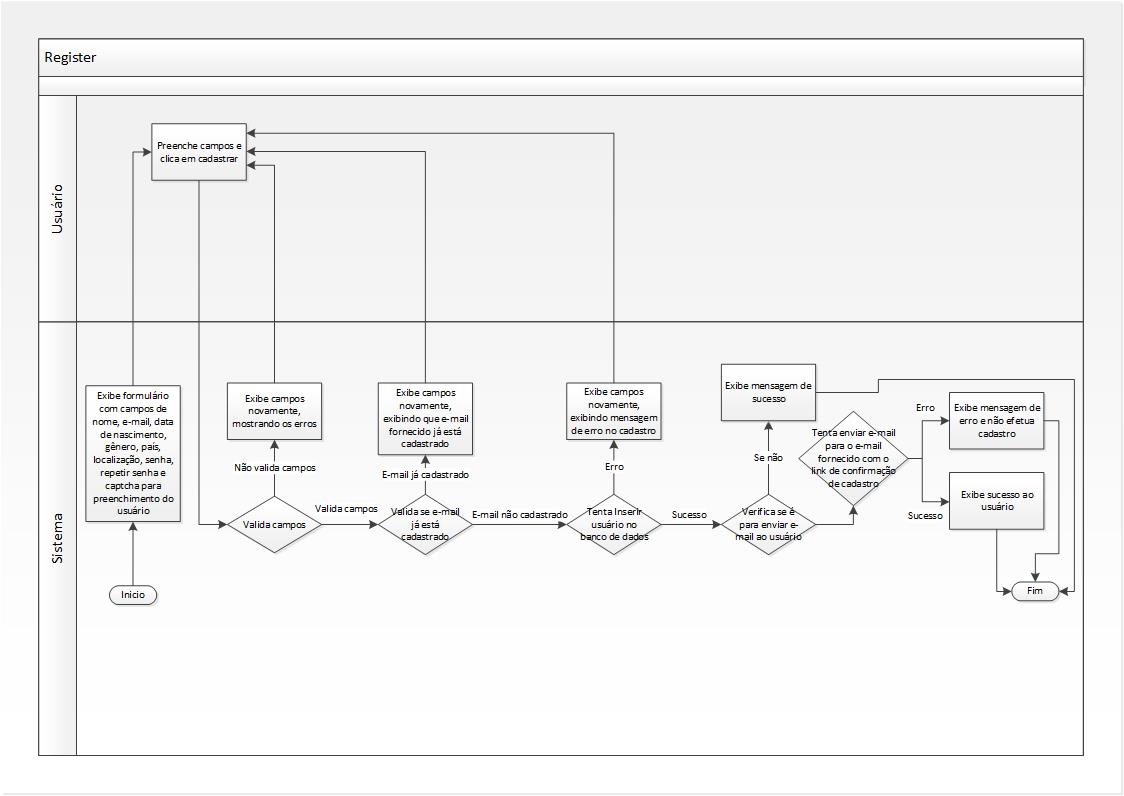 Register
Usuário
Preenche campos e
clica em cadastrar
Sistema
Exibe formulário
com campos de
nome, e-mail, data
de nascimento,
gênero, país,
localização, senha,
repetir senha e
captcha para
preenchimento do
usuário
Inicio
Exibe campos
novamente,
mostrando os erros
Não valida campos
Valida campos
Valida campos
Exibe campos
novamente,
exibindo que e-mail
fornecido já está
cadastrado
E-mail já cadastrado
Valida se e-mail
já está
cadastrado
E-mail não cadastrado
Exibe campos
novamente,
exibindo mensagem
de erro no cadastro
Erro
Tenta Inserir
usuário no
banco de dados
Sucesso
Exibe mensagem de
sucesso
Se não
Verifica se é
para enviar e-
mail ao usuário
Tenta enviar e-mail
para o e-mail
fornecido com o
link de confirmação
de cadastro
Erro
Exibe mensagem de
erro e não efetua
cadastro
Sucesso
Exibe sucesso ao
usuário
Fim